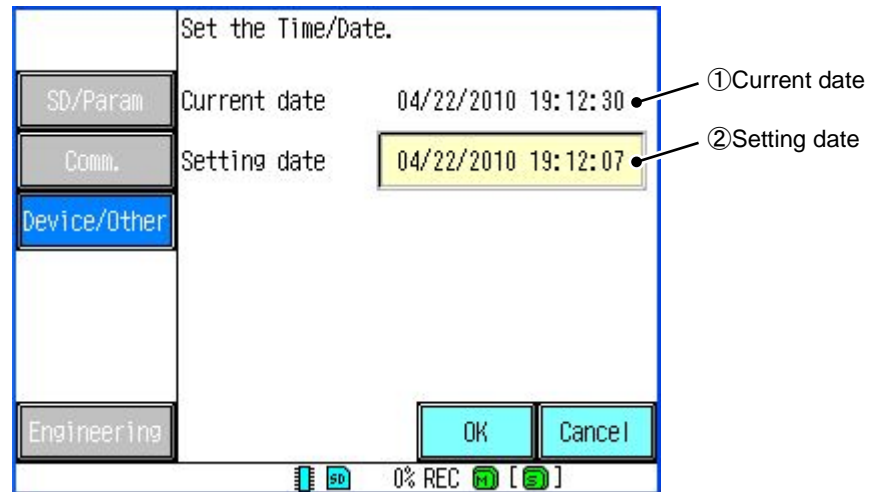 Set the Time/Date.
SD/Param
Current date 04/22/2010 19:12:30
①Current date
Comm.
Setting date 04/22/2010 19:12:07
②Setting date
Device/Other
Engineering
OK
Cancel
SD 0% REC M [S]